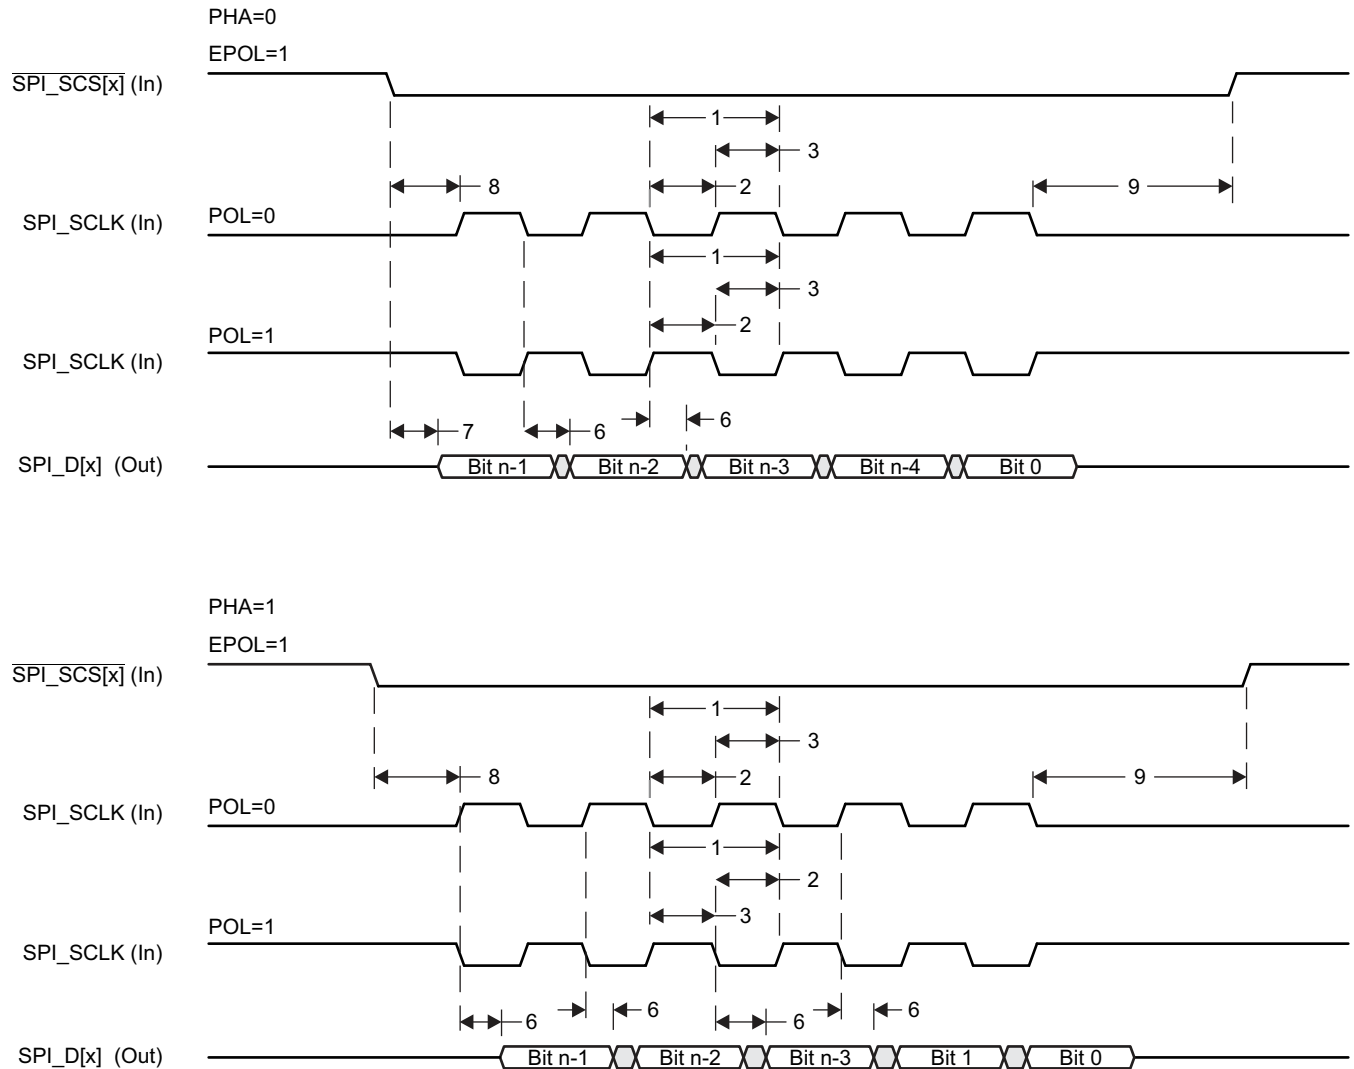 PHA=0
EPOL=1
SPI_SCS[x] (In)
1
3
8
2
9
SPI_SCLK (In)
POL=0
1
3
2
POL=1
SPI_SCLK (In)
7
6
6
SPI_D[x] (Out)
Bit n-1
Bit n-2
Bit n-3
Bit n-4
Bit 0
PHA=1
EPOL=1
SPI_SCS[x] (In)
1
3
8
2
9
SPI_SCLK (In)
POL=0
1
2
3
POL=1
SPI_SCLK (In)
6
6
6
6
SPI_D[x] (Out)
Bit n-1
Bit n-2
Bit n-3
Bit 1
Bit 0